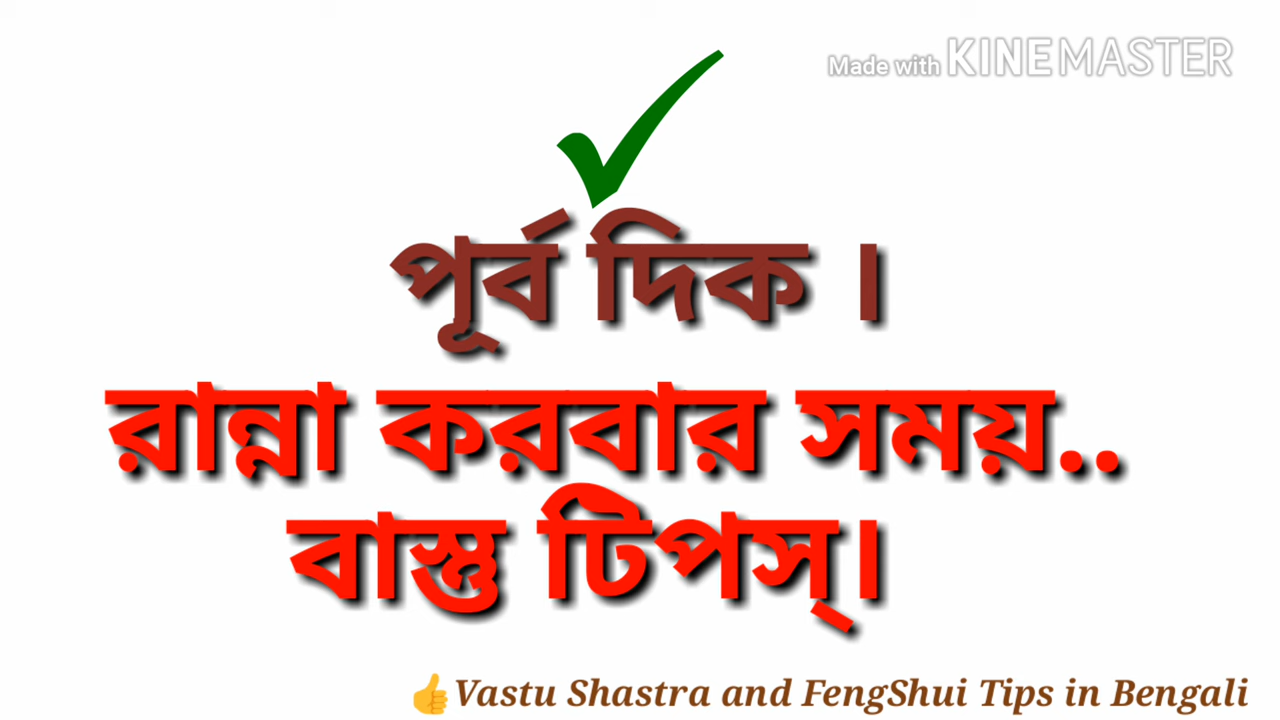 Made with KINEMASTER
পূর্ব দিক ।
রান্না করবার সময়..
বাস্তু টিপস্।
👍Vastu Shastra and FengShui Tips in Bengali